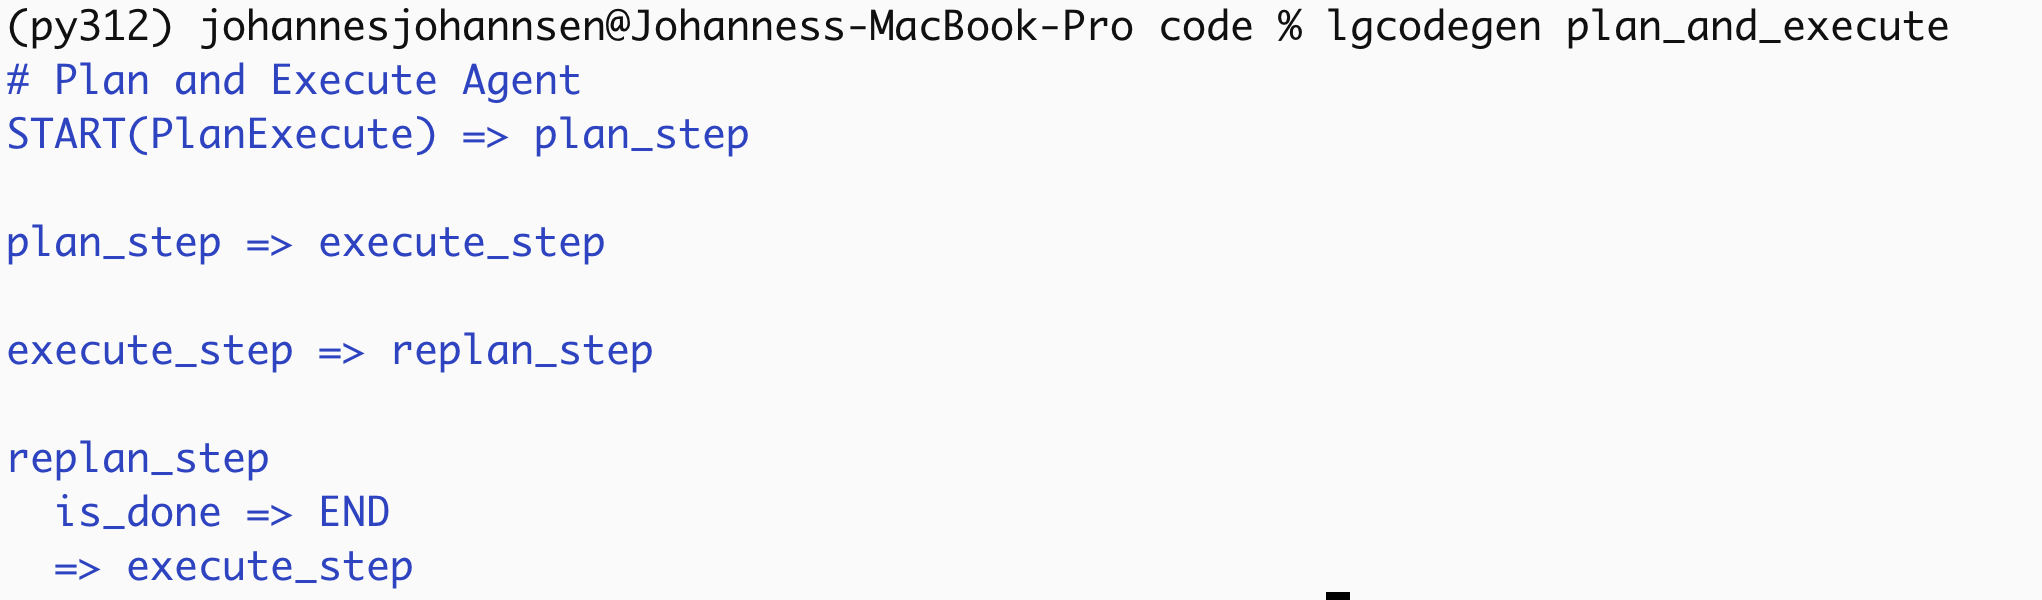 (py312) johannesjohannsen@Johanness-MacBook-Pro code % lgcodegen plan_and_execute
# Plan and Execute Agent
START(PlanExecute) => plan_step
plan_step => execute_step
execute_step => replan_step
replan_step
  is_done => END
  => execute_step